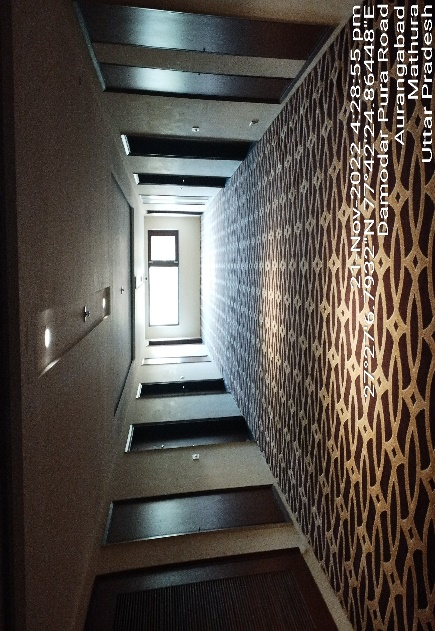 21-Nov-2022 4:28:55 pm
27°27'6.7932"N 77°42'24.86448"E
Damodar Pura Road
Aurangabad
Mathura
Uttar Pradesh